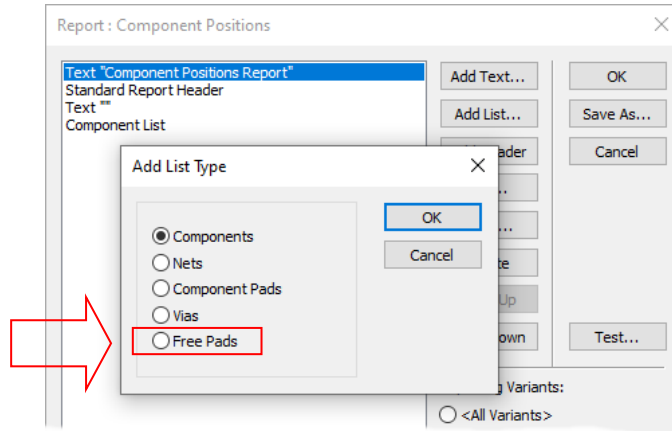 Report : Component Positions
Text "Component Positions Report"
Standard Report Header
Text ""
Component List
Add Text...
OK
Add List...
Save As...
Cancel
Add List Type
Components
Nets
Component Pads
Vias
Free Pads
OK
Cancel
Test...
Variants:
<All Variants>